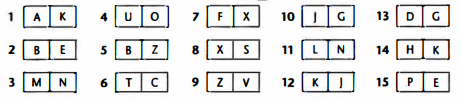 1 A K 4 U O 7 F X 10 J G 13 D G
2 B E 5 B Z 8 X S 11 L N 14 H K
3 M N 6 T C 9 Z V 12 K J 15 P E